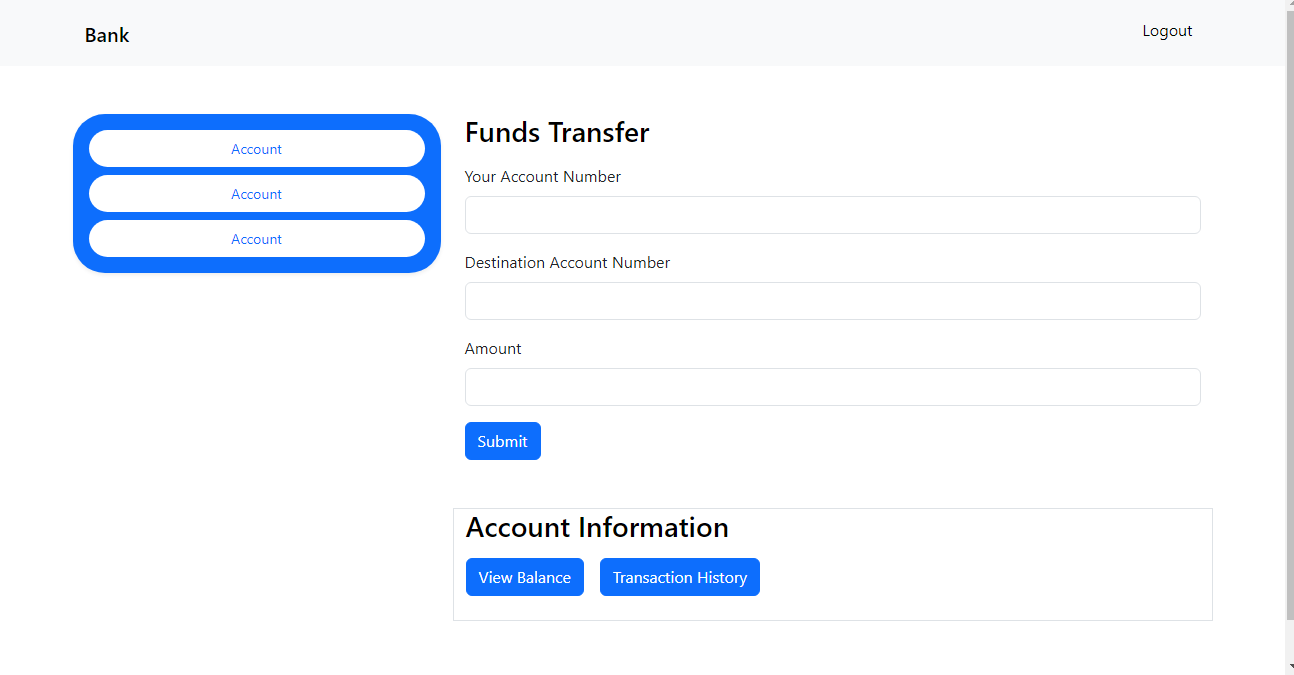 Bank
Logout
Account
Account
Account
Funds Transfer
Your Account Number
Destination Account Number
Amount
Submit
Account Information
View Balance
Transaction History